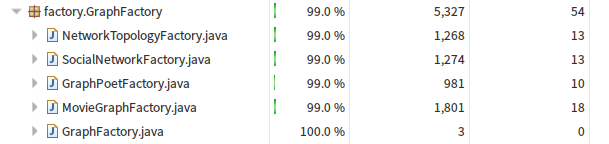 factory.GraphFactory 99.0 % 5,327 54
NetworkTopologyFactory.java 99.0 % 1,268 13
SocialNetworkFactory.java 99.0 % 1,274 13
GraphPoetFactory.java 99.0 % 981 10
MovieGraphFactory.java 99.0 % 1,801 18
GraphFactory.java 100.0 % 3 0